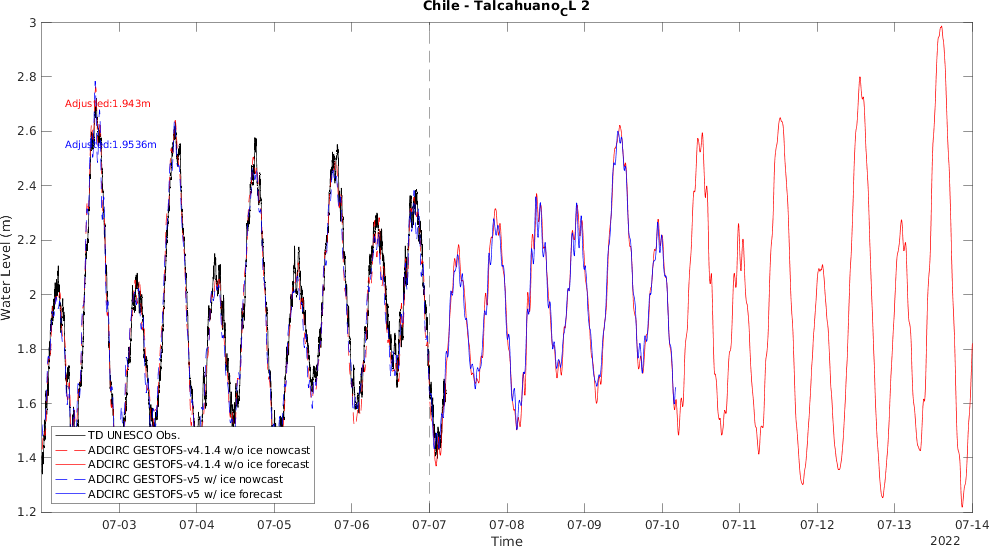 Chile - Talcahuano_CL 2
3
2.8
2.6
2.4
2.2
2
1.8
1.6
1.4
1.2
Water Level (m)
Adjusted:1.943m
Adjusted:1.9536m
TD UNESCO Obs.
ADCIRC GESTOFS-v4.1.4 w/o ice nowcast
ADCIRC GESTOFS-v4.1.4 w/o ice forecast
ADCIRC GESTOFS-v5 w/ ice nowcast
ADCIRC GESTOFS-v5 w/ ice forecast
07-03 07-04 07-05 07-06 07-07 07-08 07-09 07-10 07-11 07-12 07-13 07-14
Time
2022